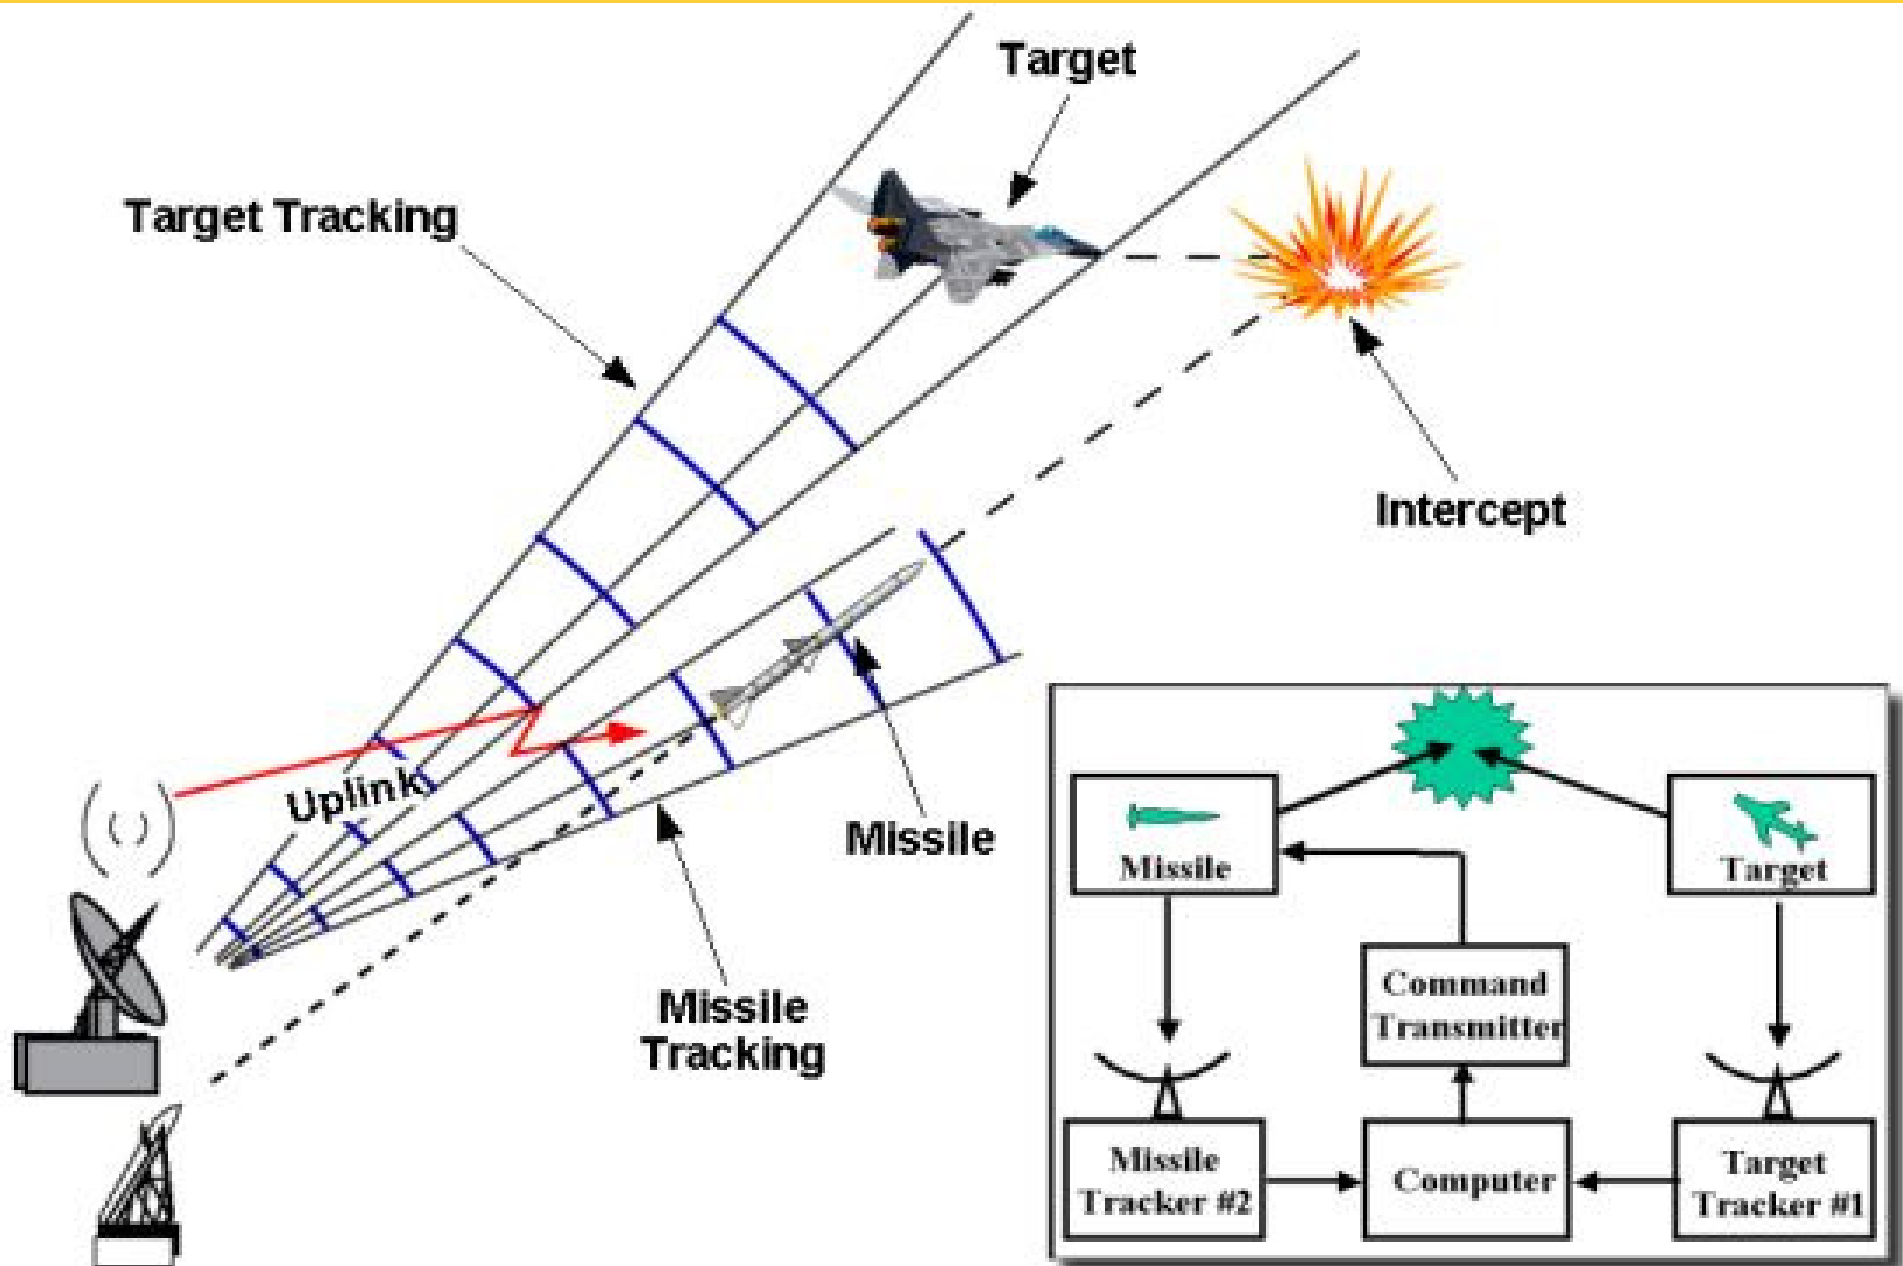 Target
Target Tracking
Intercept
Uplink
Missile
Missile
Tracking
Missile
Target
Command
Transmitter
Missile
Tracker #2
Computer
Target
Tracker #1